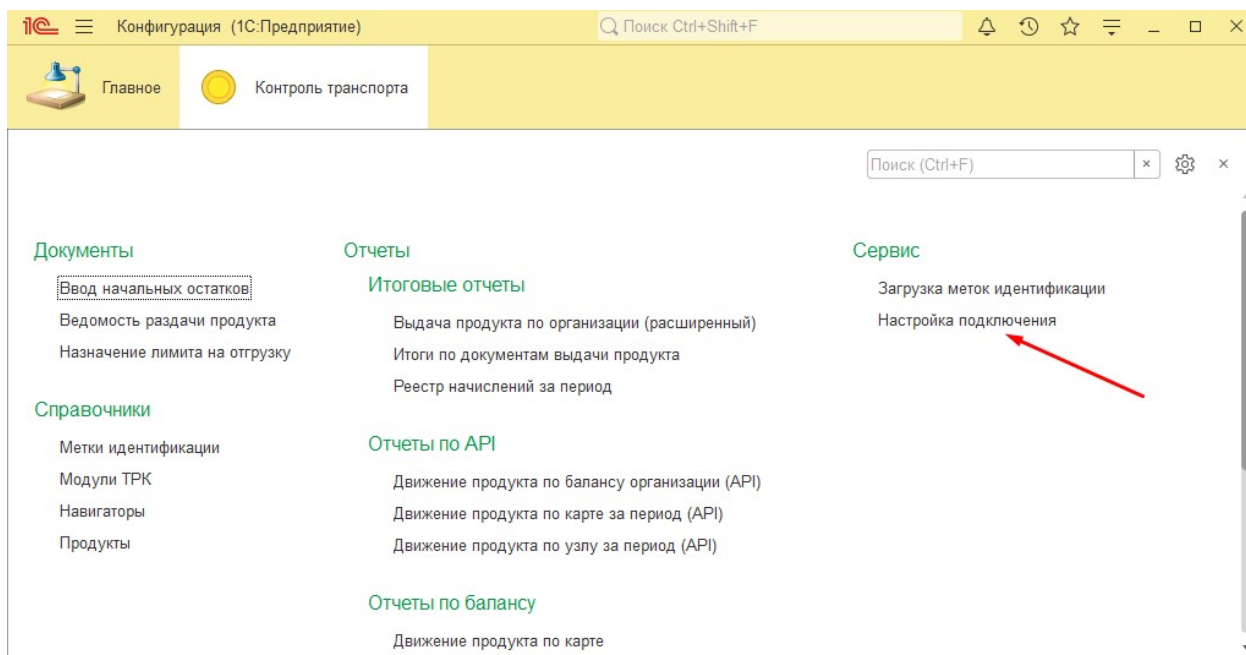 1С Конфигурация (1С:Предприятие) Поиск Ctrl+Shift+F
Главное Контроль транспорта
Поиск (Ctrl+F)
Документы
Ввод начальных остатков
Ведомость раздачи продукта
Назначение лимита на отгрузку
Справочники
Метки идентификации
Модули ТРК
Навигаторы
Продукты
Отчеты
Итоговые отчеты
Выдача продукта по организации (расширенный)
Итоги по документам выдачи продукта
Реестр начислений за период
Отчеты по API
Движение продукта по балансу организации (API)
Движение продукта по карте за период (API)
Движение продукта по узлу за период (API)
Отчеты по балансу
Движение продукта по карте
Сервис
Загрузка меток идентификации
Настройка подключения